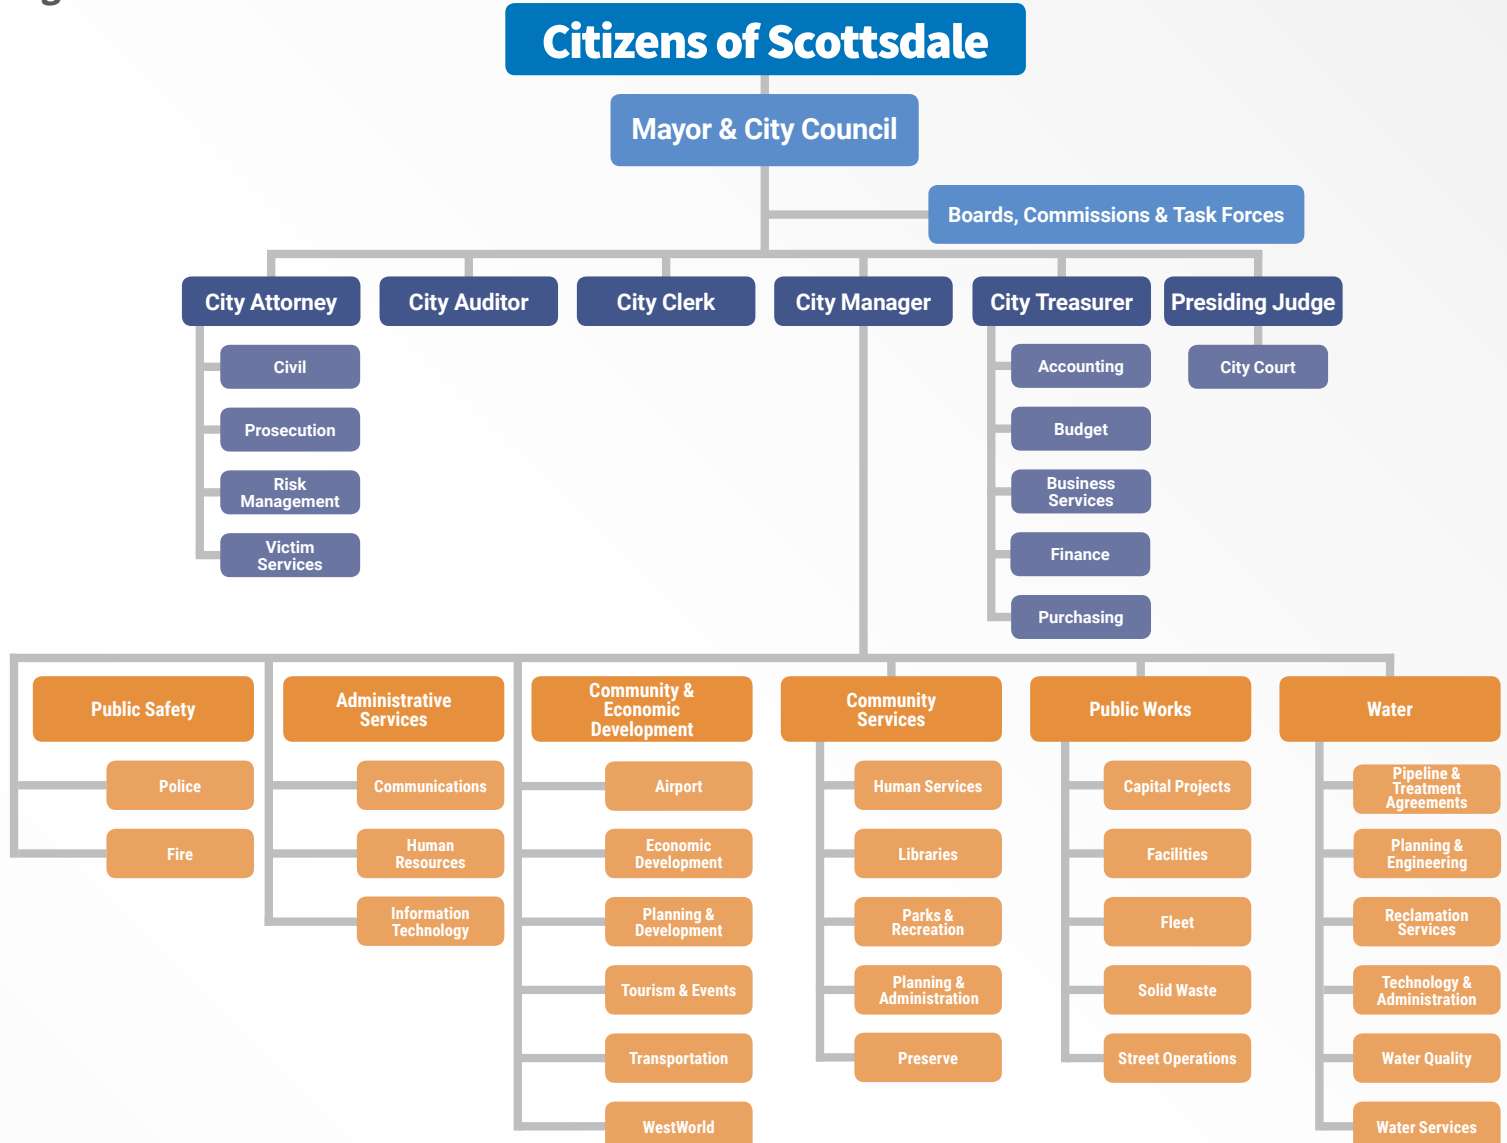 Citizens of Scottsdale
Mayor & City Council
Boards, Commissions & Task Forces
City Attorney
City Auditor
City Clerk
City Manager
City Treasurer
Presiding Judge
Civil
Prosecution
Risk
Management
Victim
Services
Accounting
Budget
Business
Services
Finance
Purchasing
City Court
Public Safety
Police
Fire
Administrative
Services
Communications
Human
Resources
Information
Technology
Community &
Economic
Development
Airport
Economic
Development
Planning &
Development
Tourism & Events
Transportation
WestWorld
Community
Services
Human Services
Libraries
Parks &
Recreation
Planning &
Administration
Preserve
Public Works
Capital Projects
Facilities
Fleet
Solid Waste
Street Operations
Water
Pipeline &
Treatment
Agreements
Planning &
Engineering
Reclamation
Services
Technology &
Administration
Water Quality
Water Services